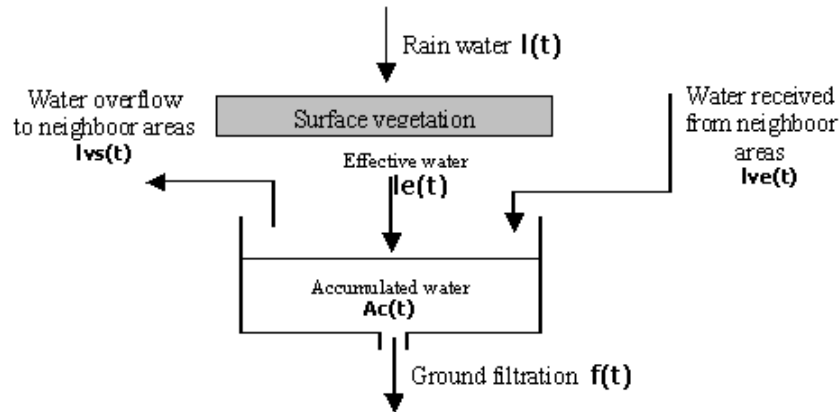 Rain water I(t)
Water overflow
to neighboor areas
Ivs(t)
Surface vegetation
Water received
from neighboor
areas
Ive(t)
Effective water
Ie(t)
Accumulated water
Ac(t)
Ground filtration f(t)